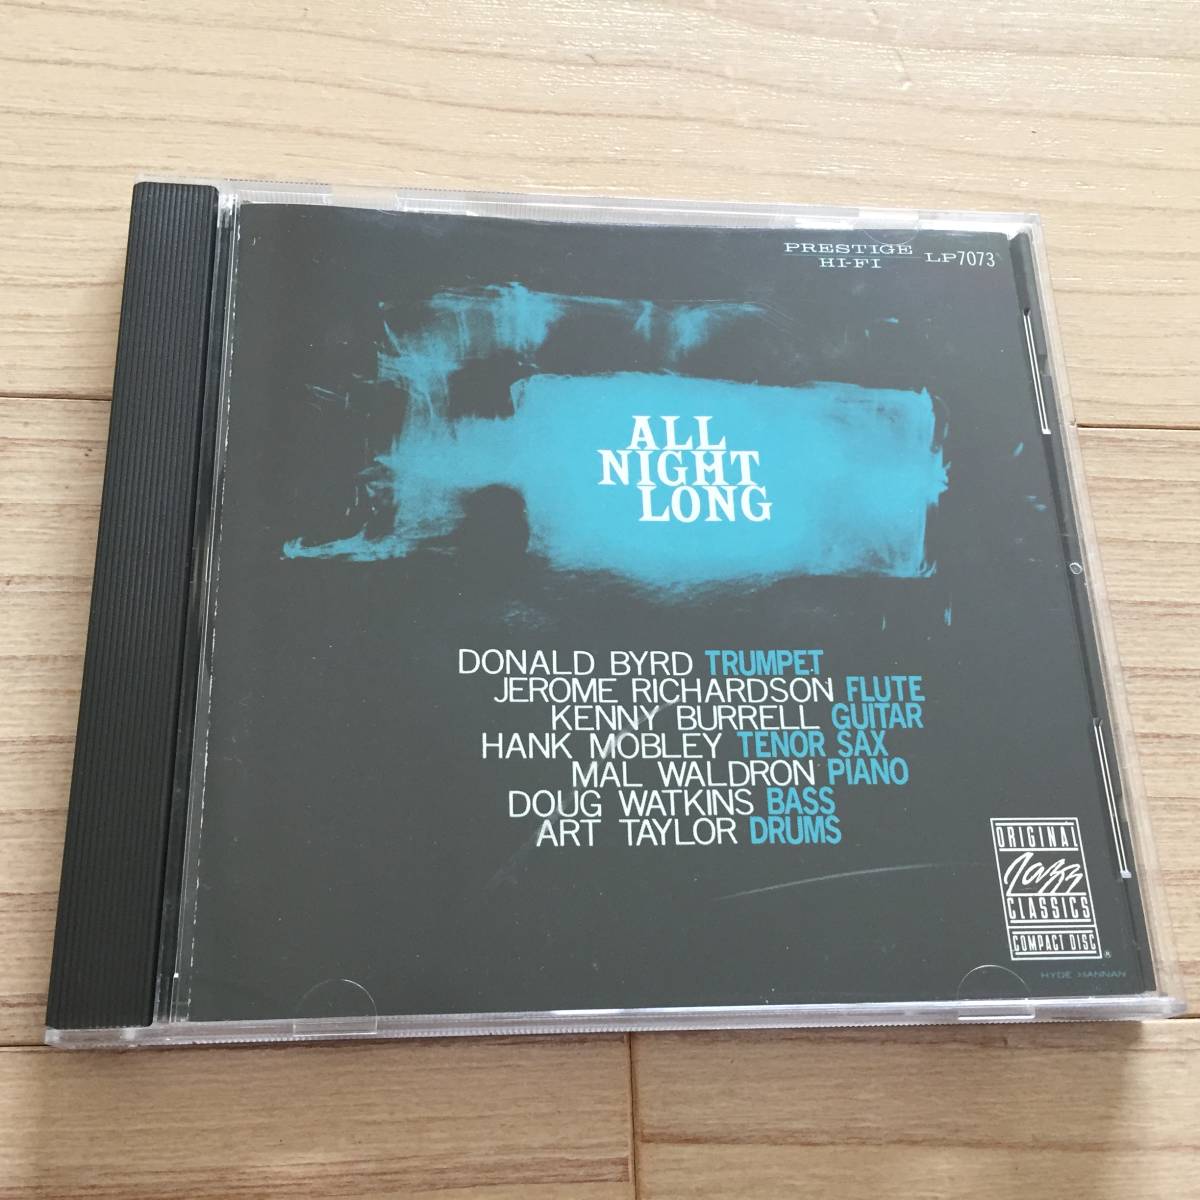 PRESTIGE
HI-FI
LP7073
ALL
NIGHT
LONG
DONALD BYRD TRUMPET
JEROME RICHARDSON FLUTE
KENNY BURRELL GUITAR
HANK MOBLEY TENOR SAX
MAL WALDRON PIANO
DOUG WATKINS BASS
ART TAYLOR DRUMS
ORIGINAL
Jazz
CLASSICS
COMPACT DISC
®
HYDE HANNAN